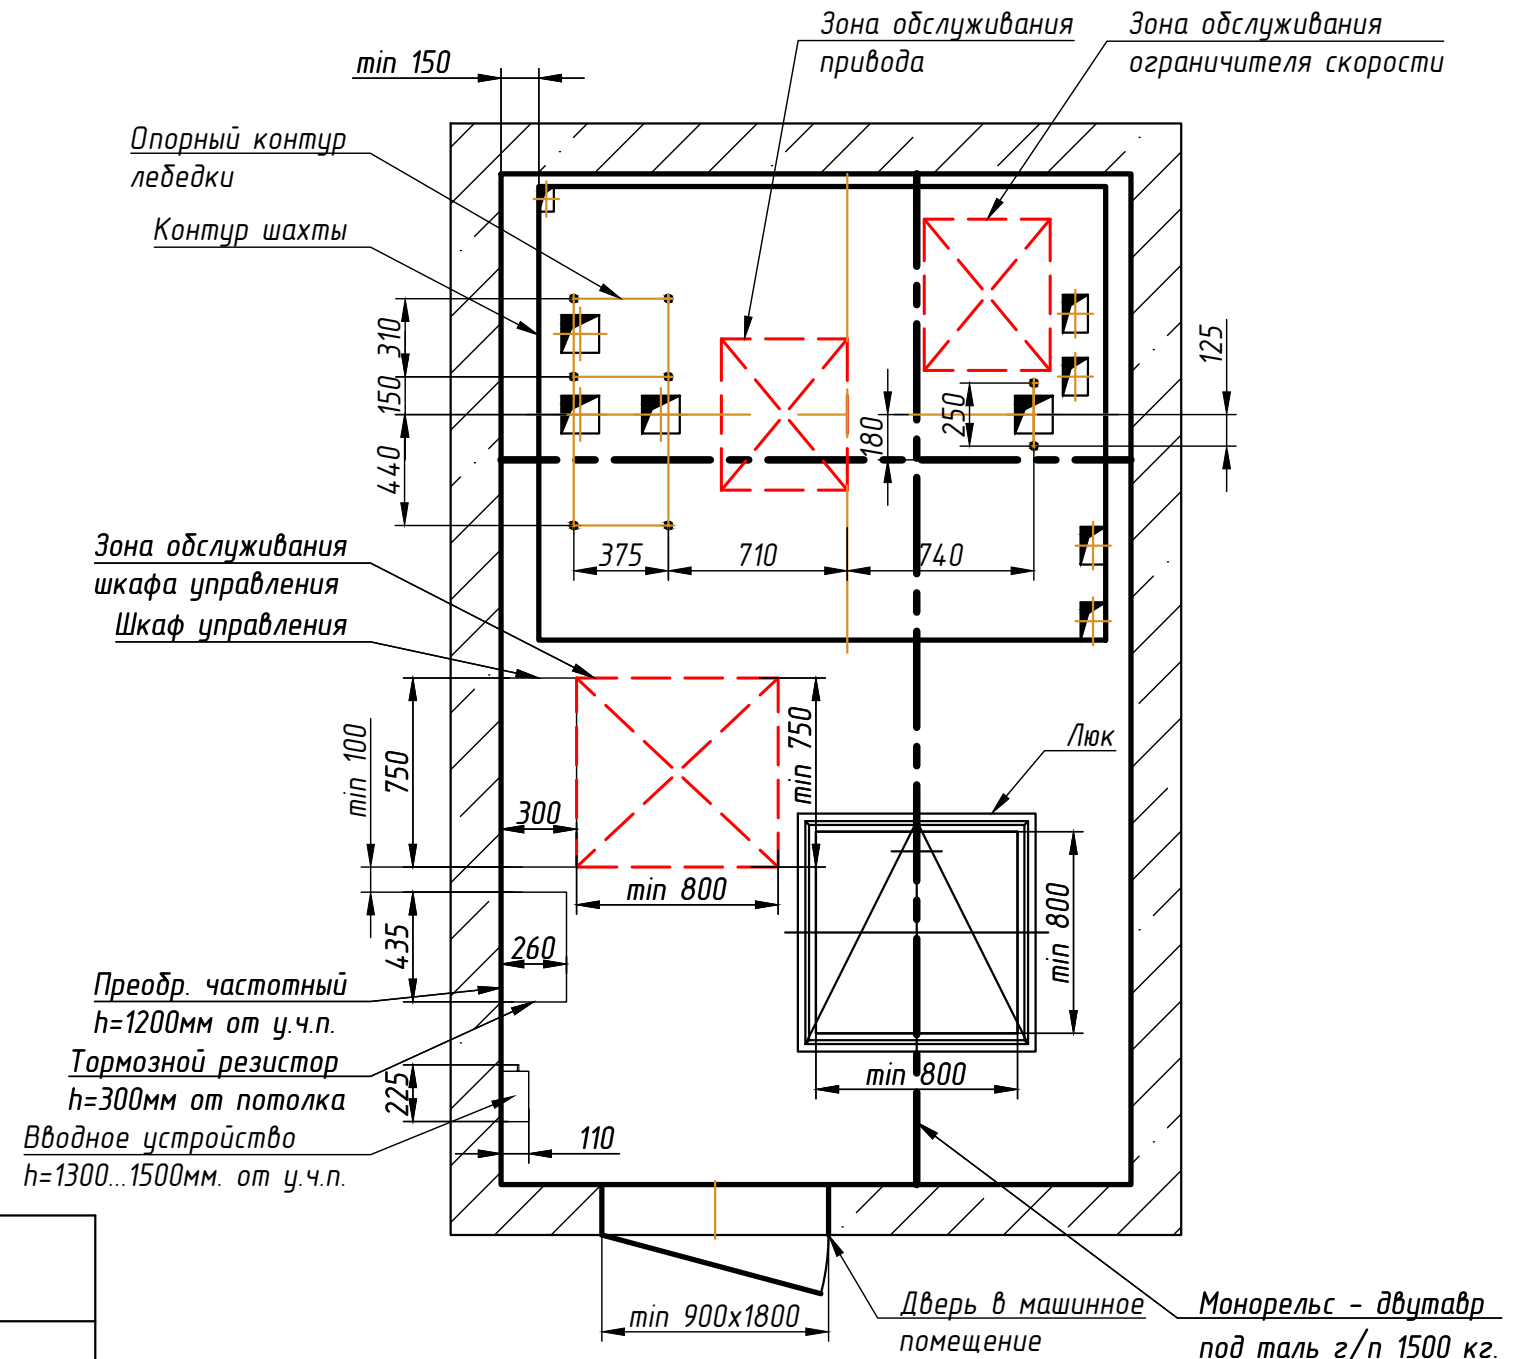 Зона обслуживания
привода
Зона обслуживания
ограничителя скорости
min 150
Опорный контур
лебедки
Контур шахты
310
150
440
125
250
180
375
710
740
Зона обслуживания
шкафа управления
Шкаф управления
min 100
750
300
min 750
min 800
Люк
435
260
min 800
min 800
Преобр. частотный
h=1200мм от у.ч.п.
Тормозной резистор
h=300мм от потолка
225
Вводное устройство
h=1300...1500мм. от у.ч.п.
110
min 900х1800
Дверь в машинное
помещение
Монорельс - двутавр
под таль г/п 1500 кг.